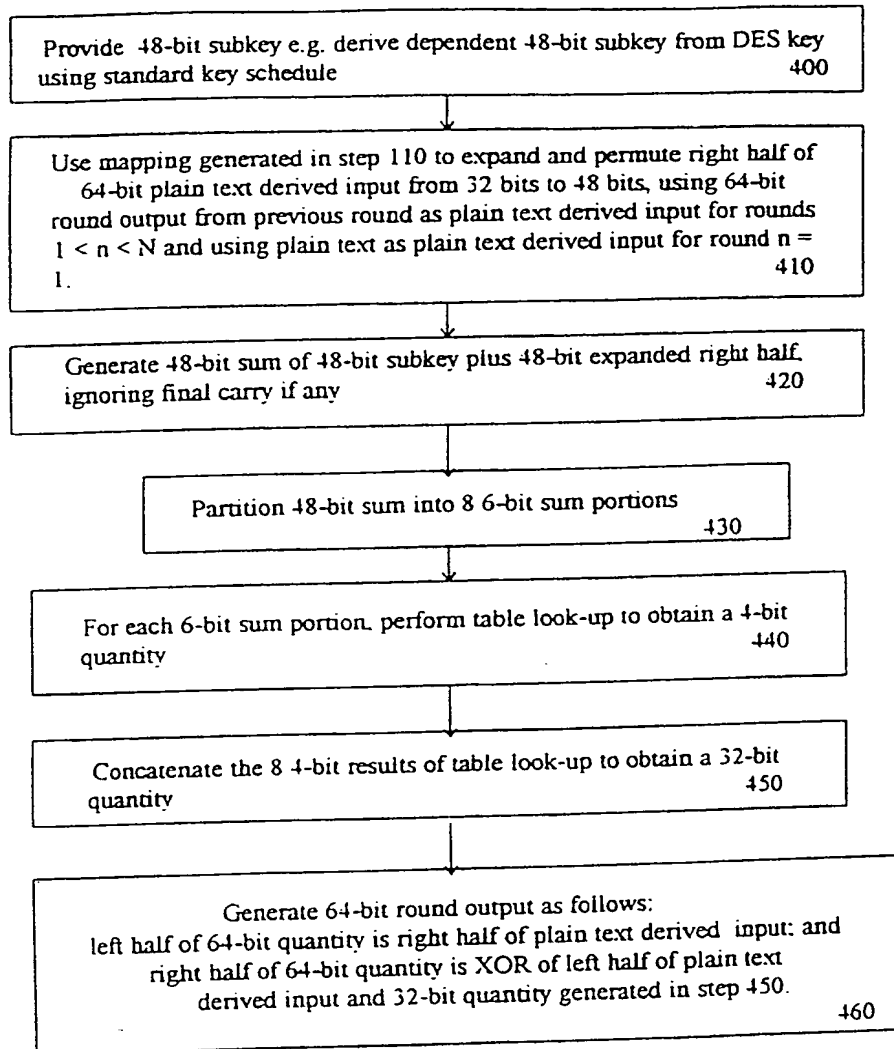 Provide 48-bit subkey e.g. derive dependent 48-bit subkey from DES key
using standard key schedule
400
Use mapping generated in step 110 to expand and permute right half of
64-bit plain text derived input from 32 bits to 48 bits, using 64-bit
round output from previous round as plain text derived input for rounds
1 < n < N and using plain text as plain text derived input for round n =
1.
410
Generate 48-bit sum of 48-bit subkey plus 48-bit expanded right half,
ignoring final carry if any
420
Partition 48-bit sum into 8 6-bit sum portions
430
For each 6-bit sum portion, perform table look-up to obtain a 4-bit
quantity
440
Concatenate the 8 4-bit results of table look-up to obtain a 32-bit
quantity
450
Generate 64-bit round output as follows:
left half of 64-bit quantity is right half of plain text derived input; and
right half of 64-bit quantity is XOR of left half of plain text
derived input and 32-bit quantity generated in step 450.
460